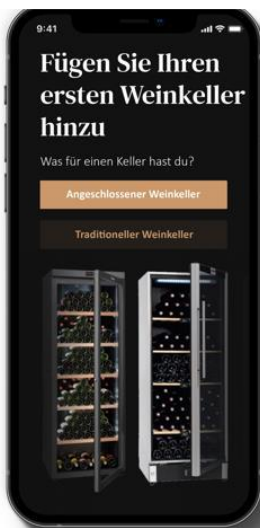 9:41
Fügen Sie Ihren
ersten Weinkeller
hinzu
Was für einen Keller hast du?
Angeschlossener Weinkeller
Traditioneller Weinkeller